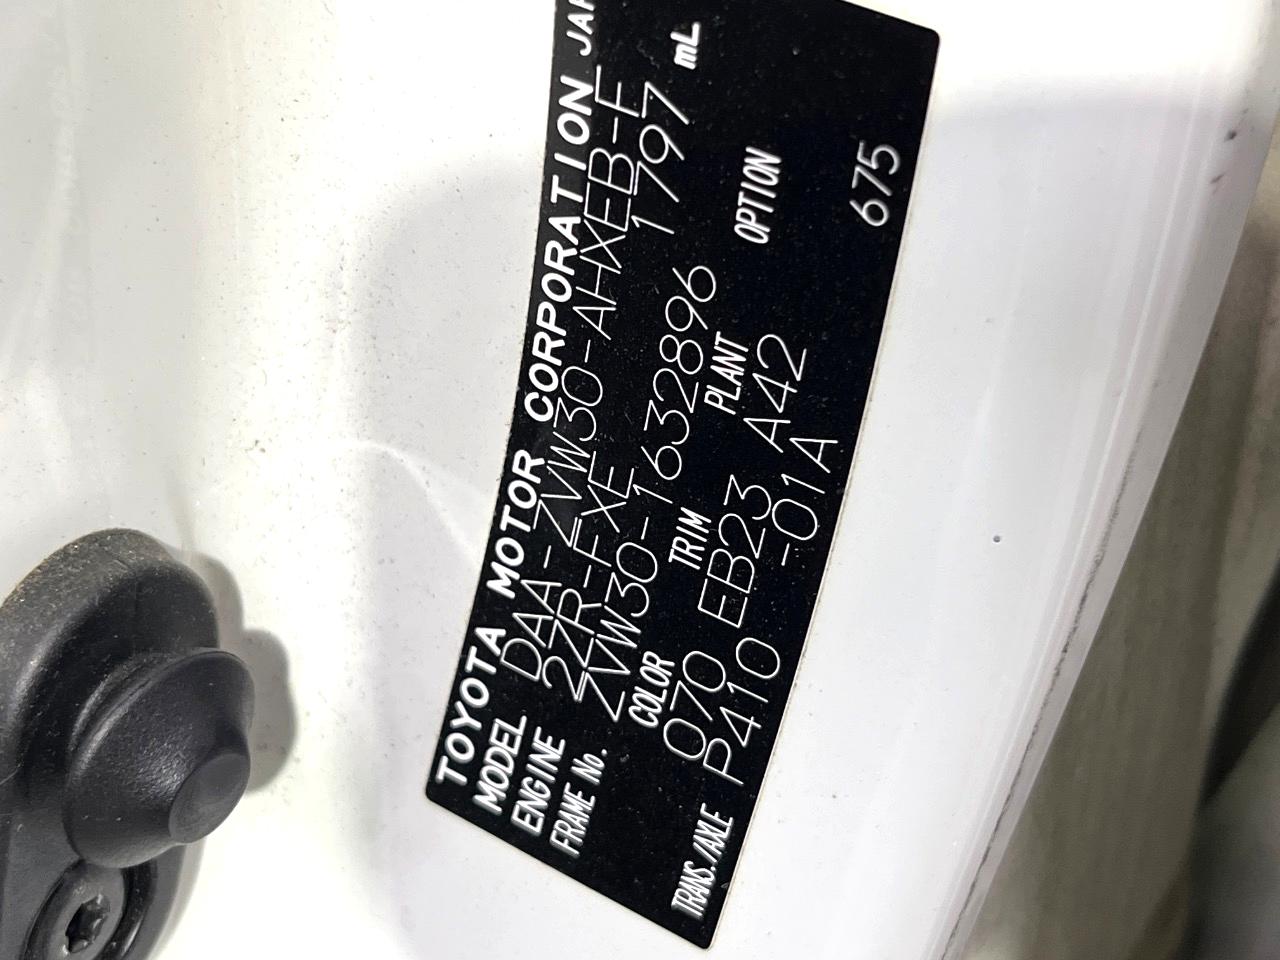 TOYOTA MOTOR CORPORATION JAP
MODEL DAA-ZVW30-AHXEB-F
ENGINE 2ZR-FXE 1797 mL
FRAME No. ZVW30-1632896
COLOR TRIM PLANT OPTION
070 EB23 A42
TRANS./AXLE P410 -01A 675